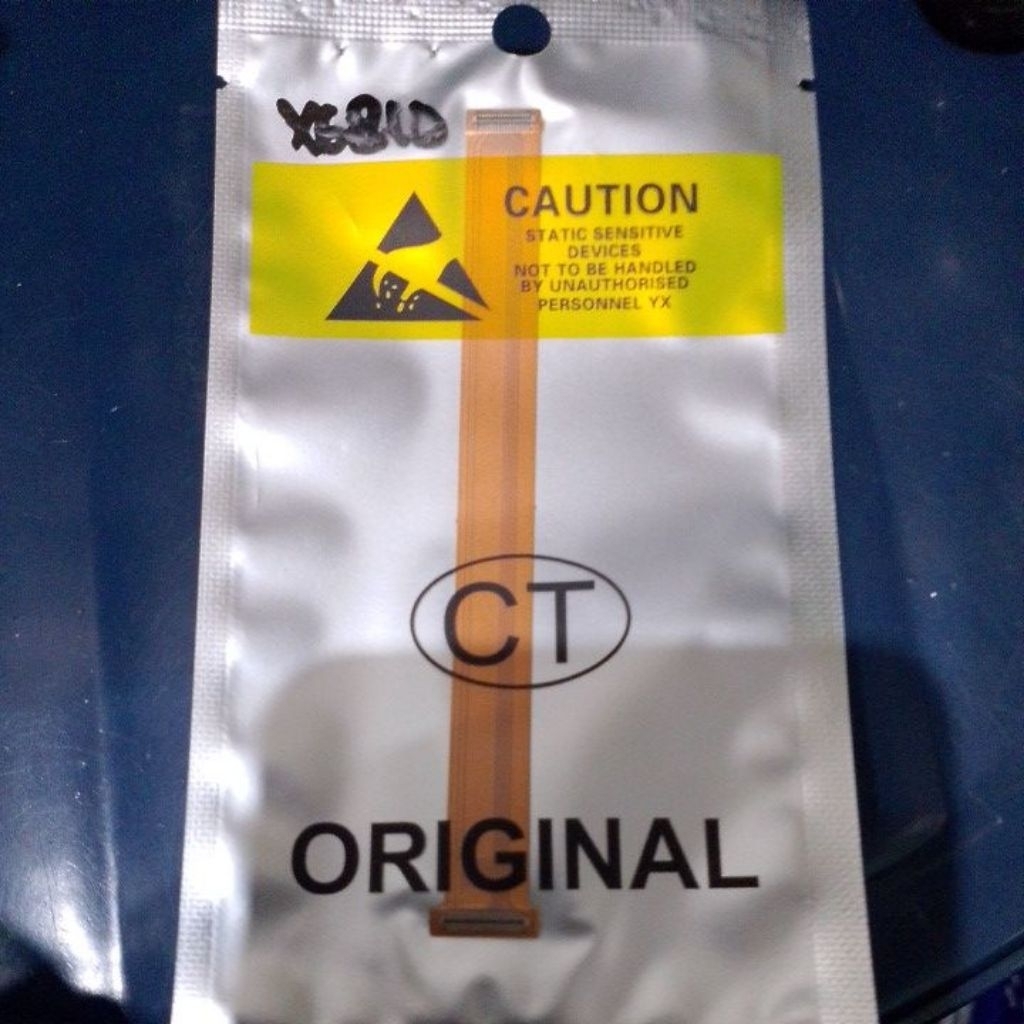 CAUTION
STATIC SENSITIVE
DEVICES
NOT TO BE HANDLED
BY UNAUTHORISED
PERSONNEL YX
CT
ORIGINAL